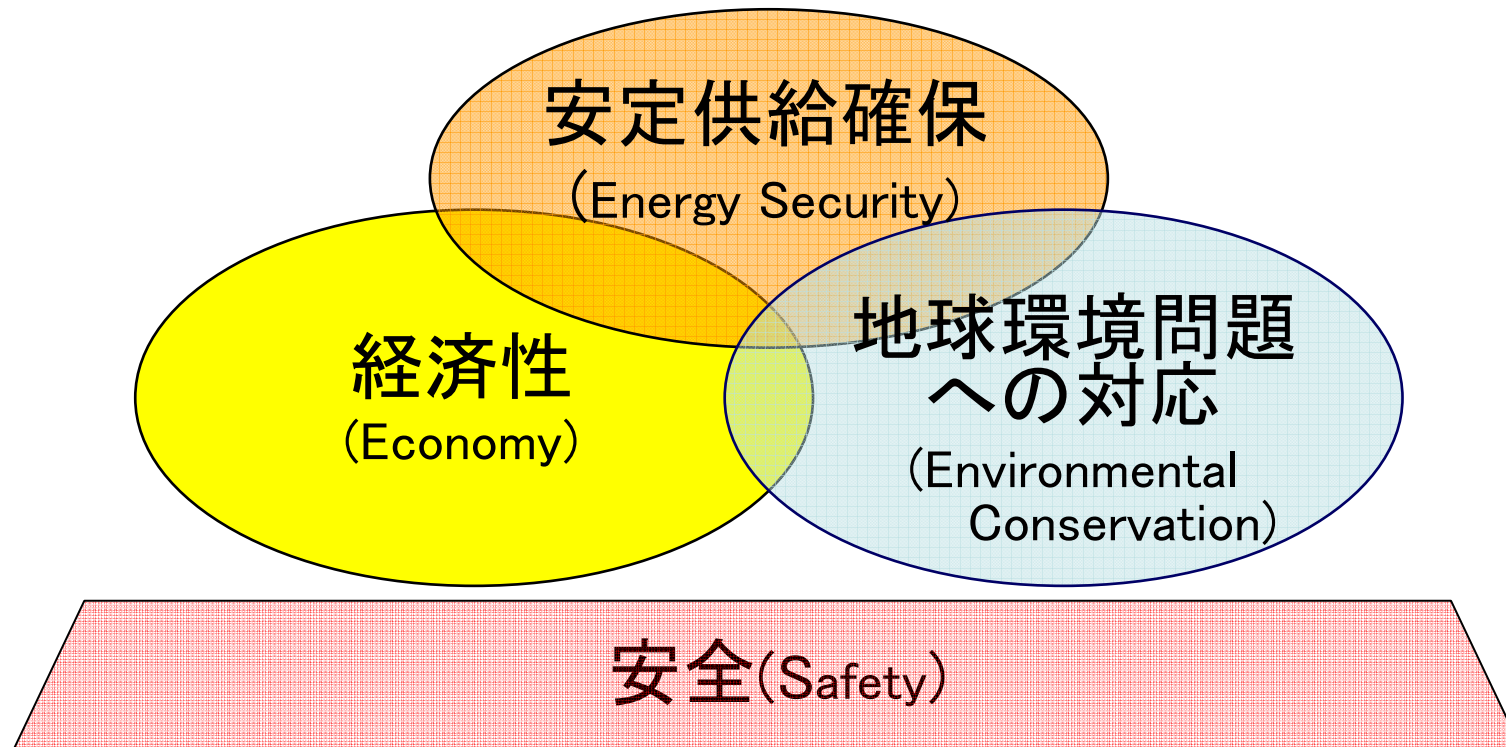 安定供給確保
(Energy Security)
経済性
(Economy)
地球環境問題
への対応
(Environmental
Conservation)
安全(Safety)